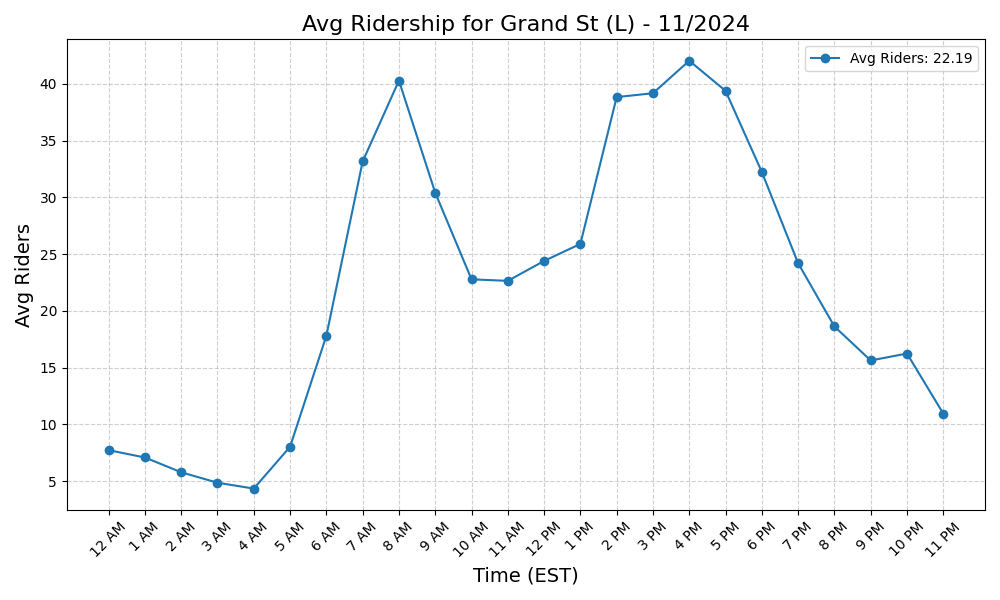 Avg Ridership for Grand St (L) - 11/2024
Avg Riders: 22.19
Avg Riders
40
35
30
25
20
15
10
5
12 AM
1 AM
2 AM
3 AM
4 AM
5 AM
6 AM
7 AM
8 AM
9 AM
10 AM
11 AM
12 PM
1 PM
2 PM
3 PM
4 PM
5 PM
6 PM
7 PM
8 PM
9 PM
10 PM
11 PM
Time (EST)